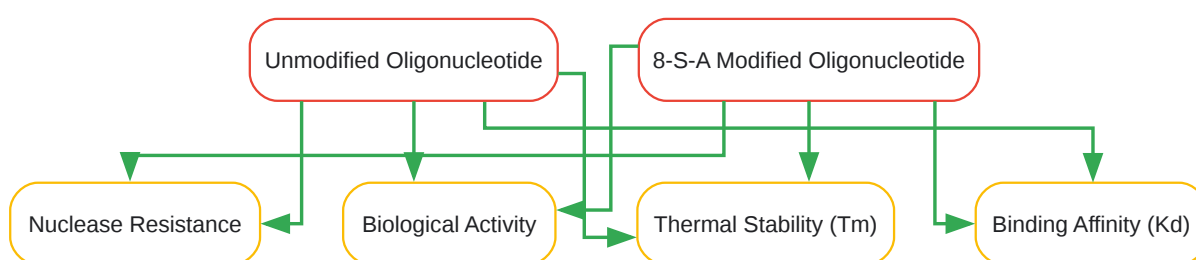 Unmodified Oligonucleotide
8-S-A Modified Oligonucleotide
Nuclease Resistance
Biological Activity
Thermal Stability (Tm)
Binding Affinity (Kd)